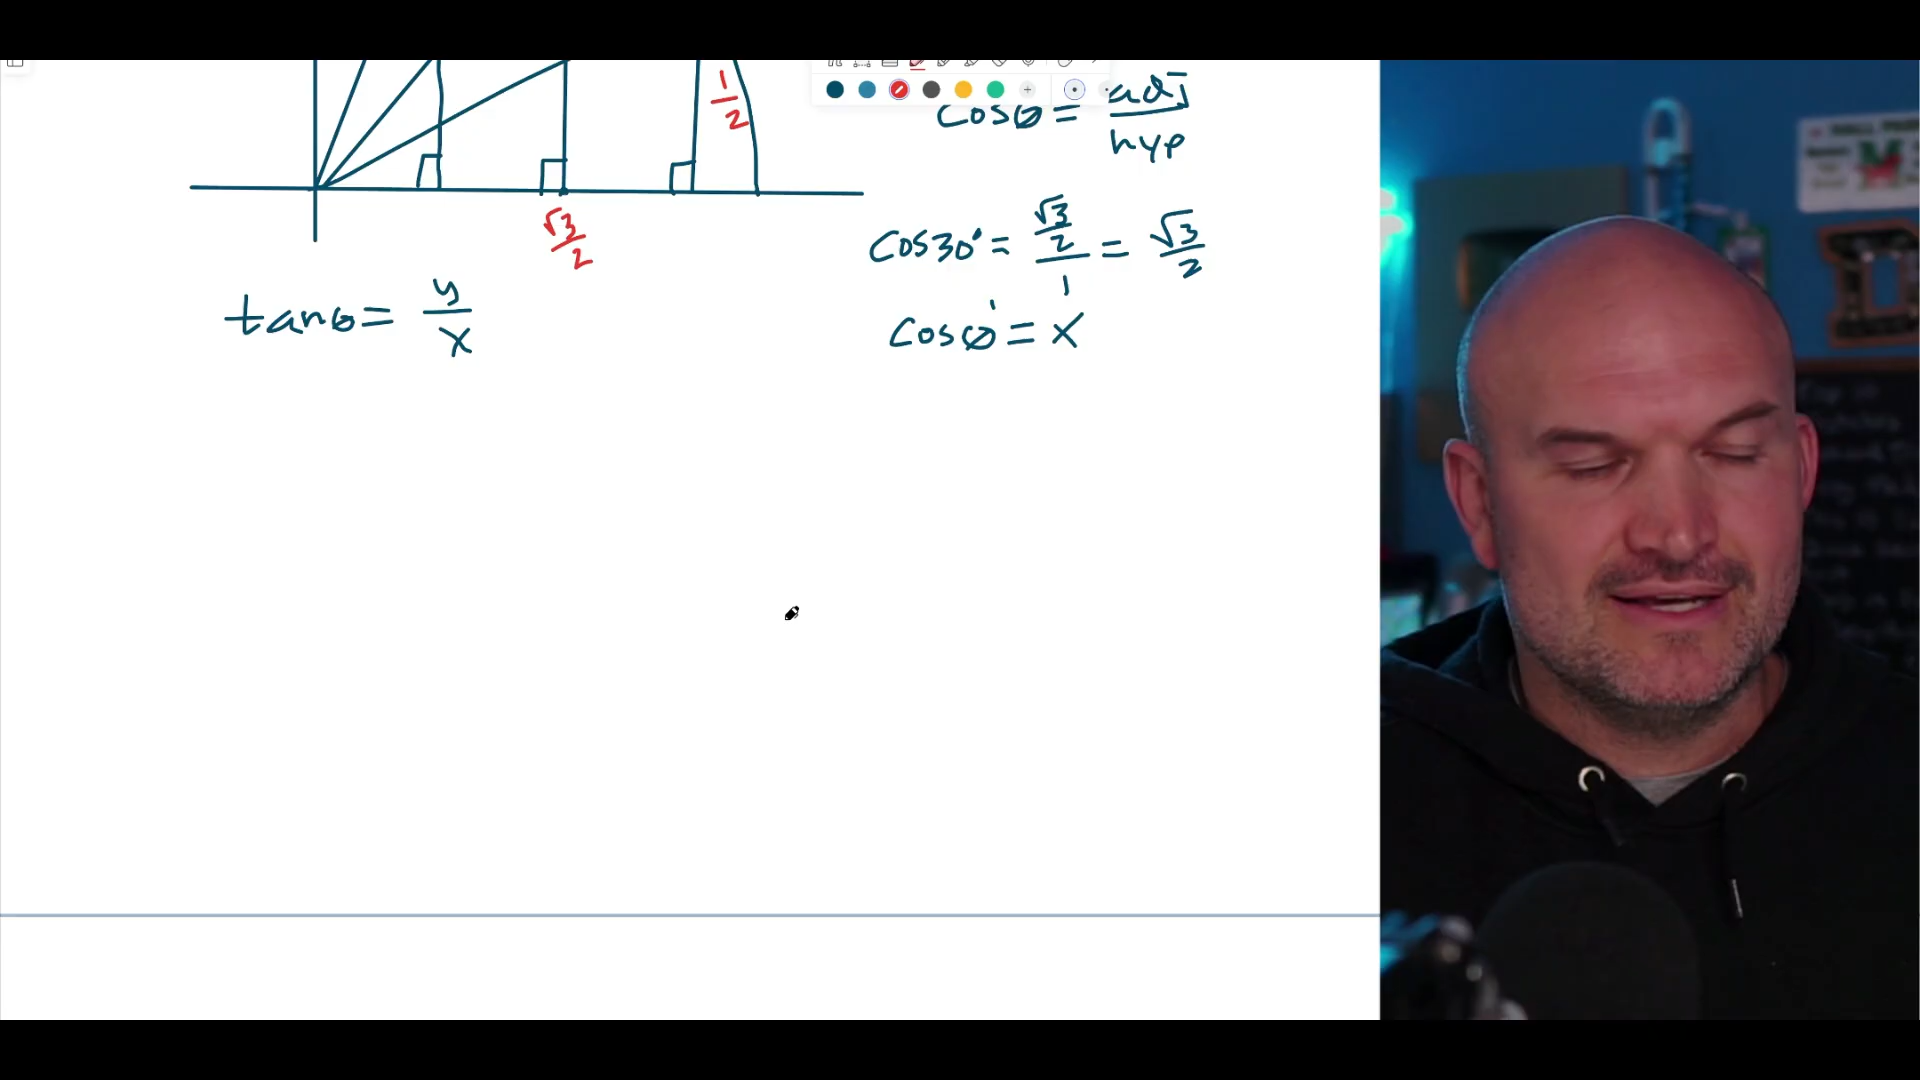 1/2
cosθ = adj/hyp
√3/2
cos30° = (√3/2)/1 = √3/2
tanθ = y/x
cosθ = x